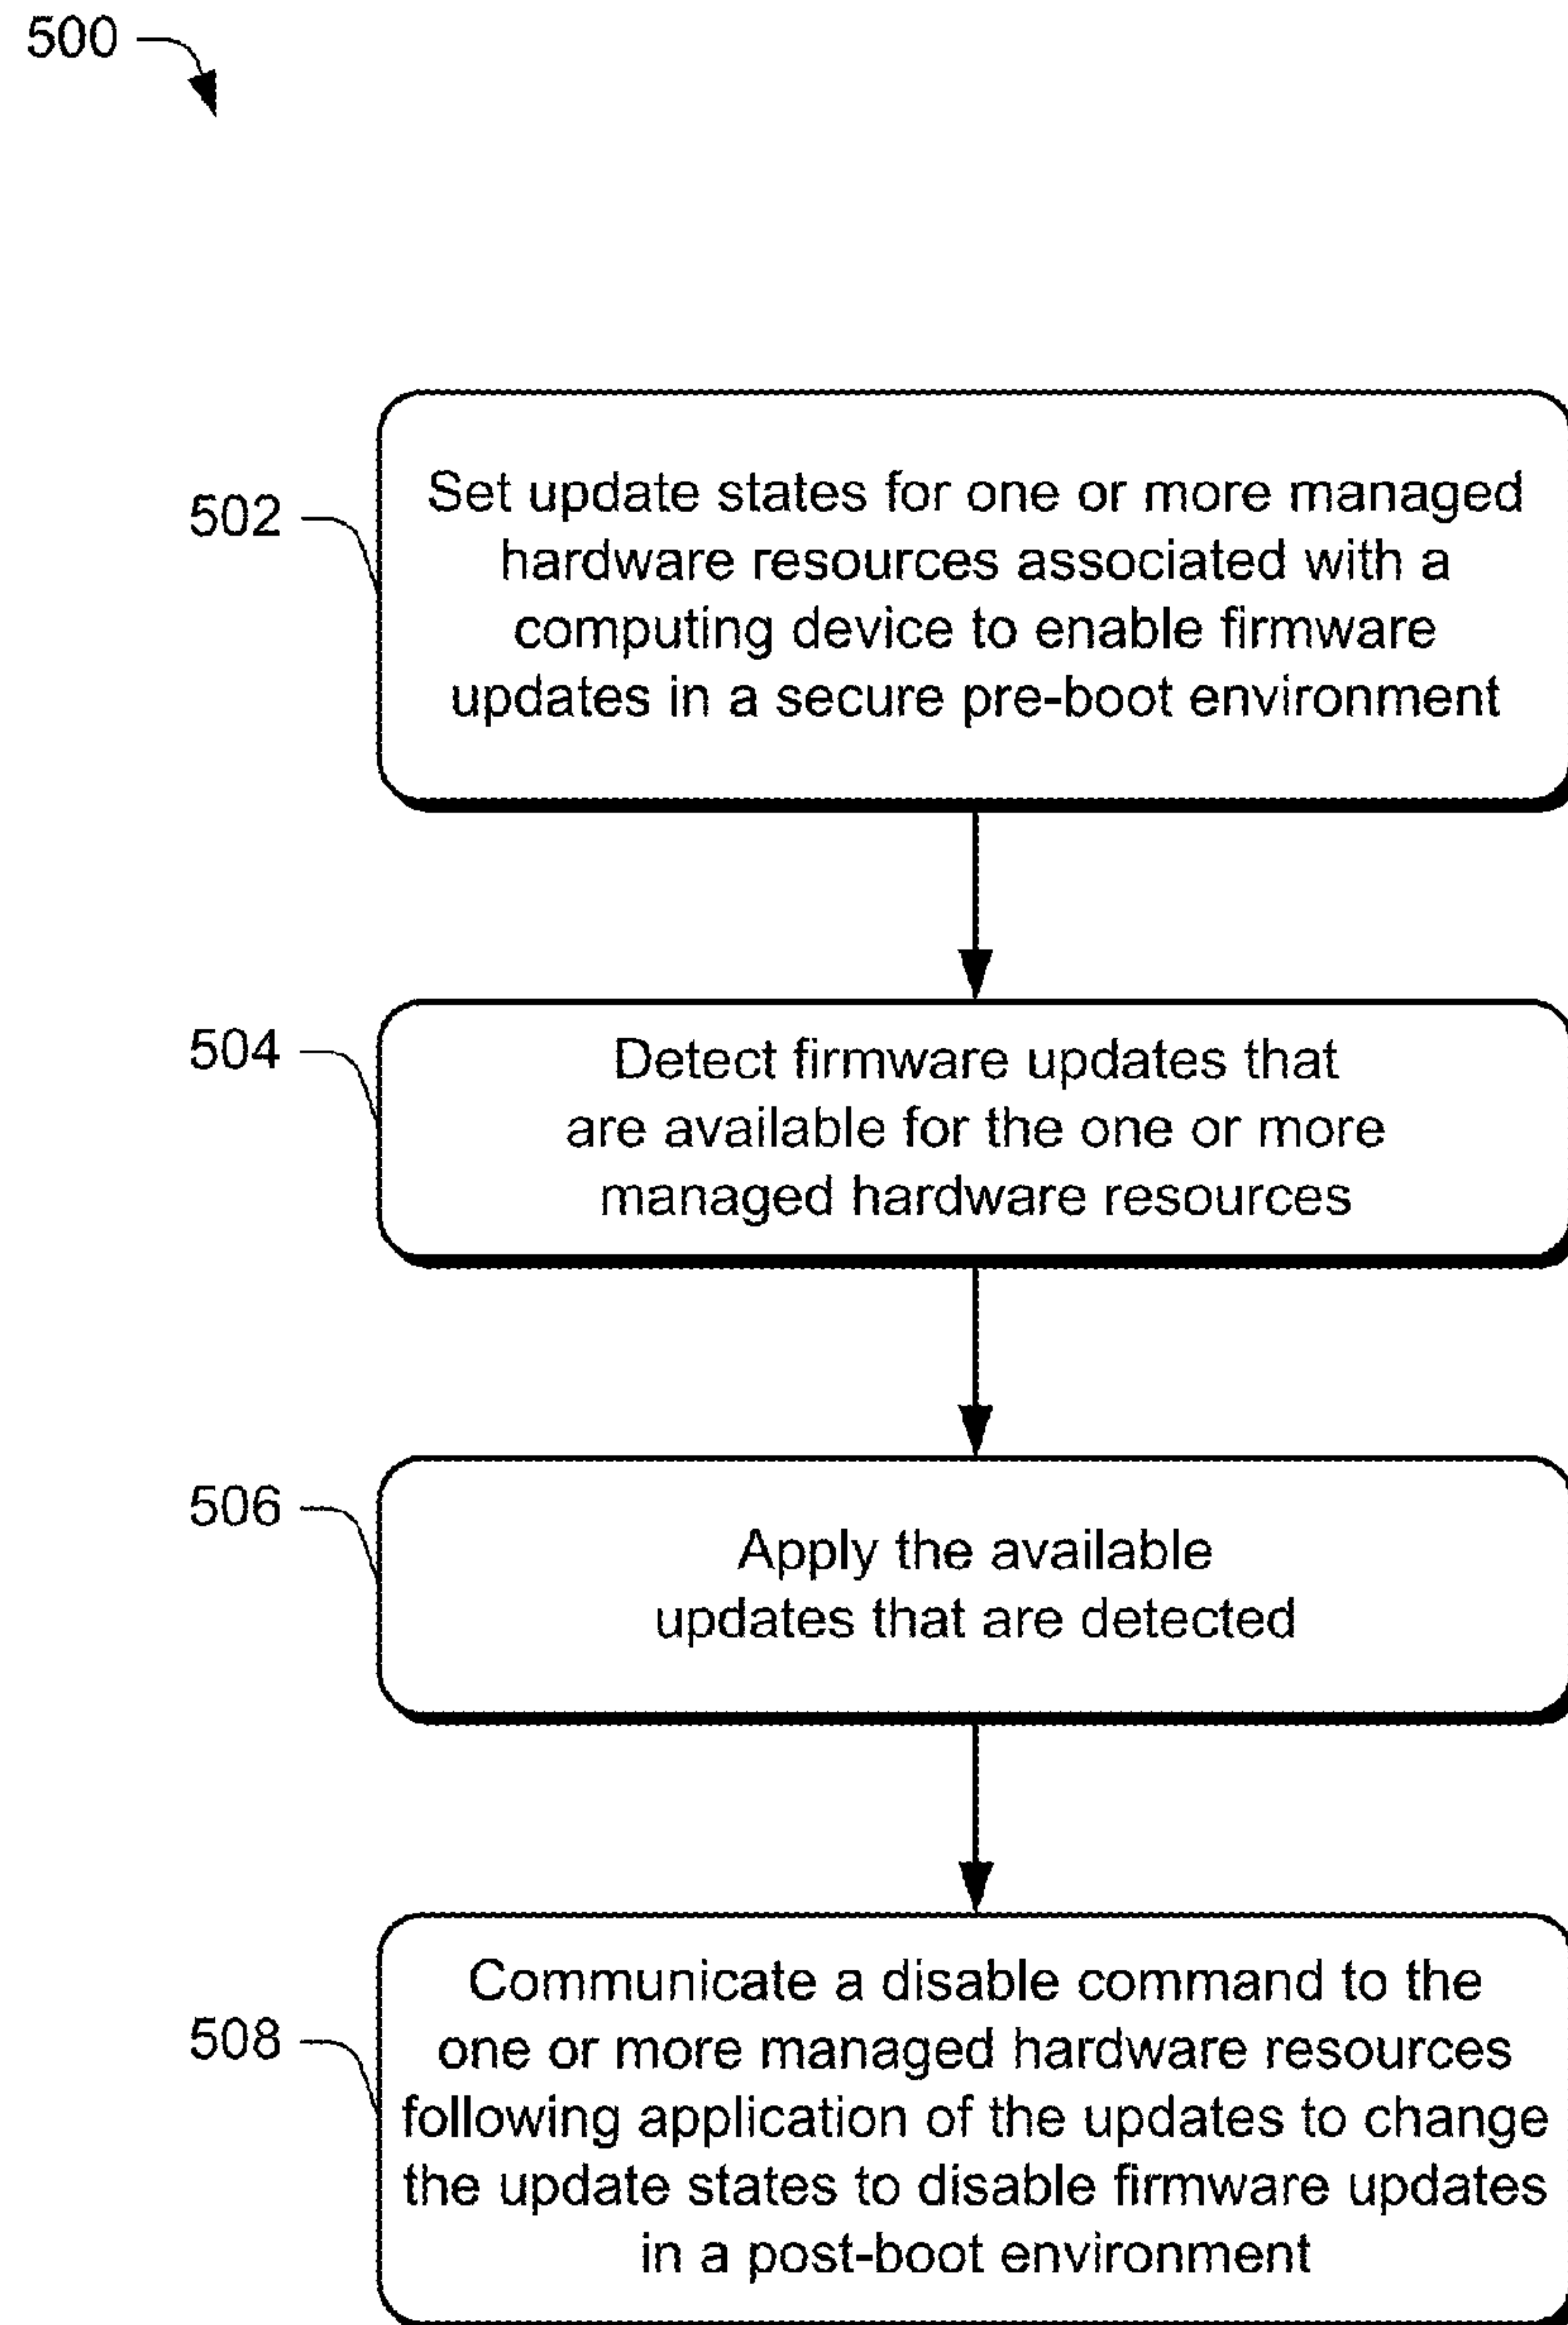 500
502
Set update states for one or more managed
hardware resources associated with a
computing device to enable firmware
updates in a secure pre-boot environment
504
Detect firmware updates that
are available for the one or more
managed hardware resources
506
Apply the available
updates that are detected
508
Communicate a disable command to the
one or more managed hardware resources
following application of the updates to change
the update states to disable firmware updates
in a post-boot environment